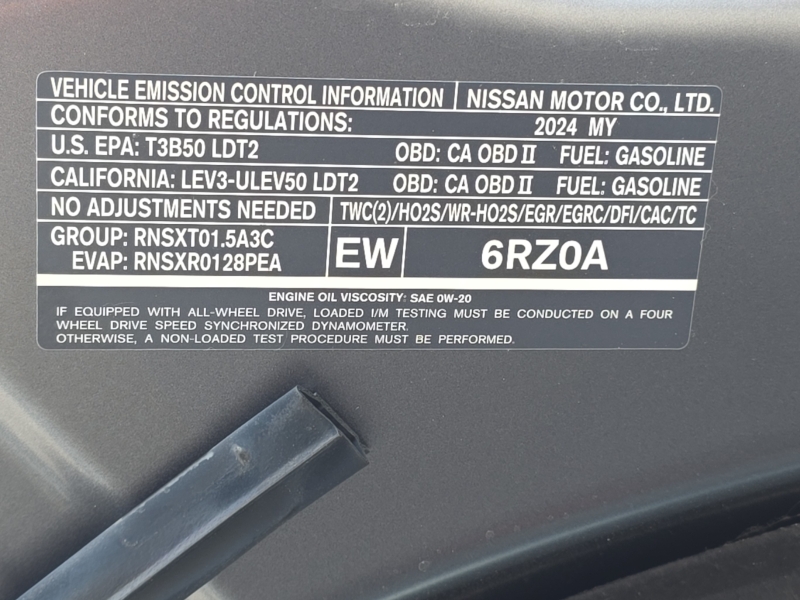 VEHICLE EMISSION CONTROL INFORMATION NISSAN MOTOR CO., LTD.
CONFORMS TO REGULATIONS: 2024 MY
U.S. EPA: T3B50 LDT2 OBD: CA OBD II FUEL: GASOLINE
CALIFORNIA: LEV3-ULEV50 LDT2 OBD: CA OBD II FUEL: GASOLINE
NO ADJUSTMENTS NEEDED TWC(2)/HO2S/WR-HO2S/EGR/EGRC/DFI/CAC/TC
GROUP: RNSXT01.5A3C
EVAP: RNSXR0128PEA
EW 6RZ0A
ENGINE OIL VISCOSITY: SAE 0W-20
IF EQUIPPED WITH ALL-WHEEL DRIVE, LOADED I/M TESTING MUST BE CONDUCTED ON A FOUR
WHEEL DRIVE SPEED SYNCHRONIZED DYNAMOMETER.
OTHERWISE, A NON-LOADED TEST PROCEDURE MUST BE PERFORMED.